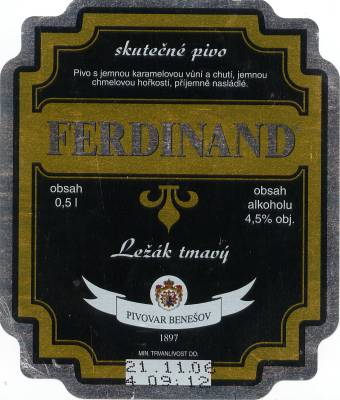 skutečné pivo
Pivo s jemnou karamelovou vůní a chutí, jemnou
chmelovou hořkostí, příjemně nasládlé.
FERDINAND
obsah
0,5 l
obsah
alkoholu
4,5% obj.
Ležák tmavý
PIVOVAR BENEŠOV
1897
MIN. TRVANLIVOST DO:
21.11.06
4 09:12